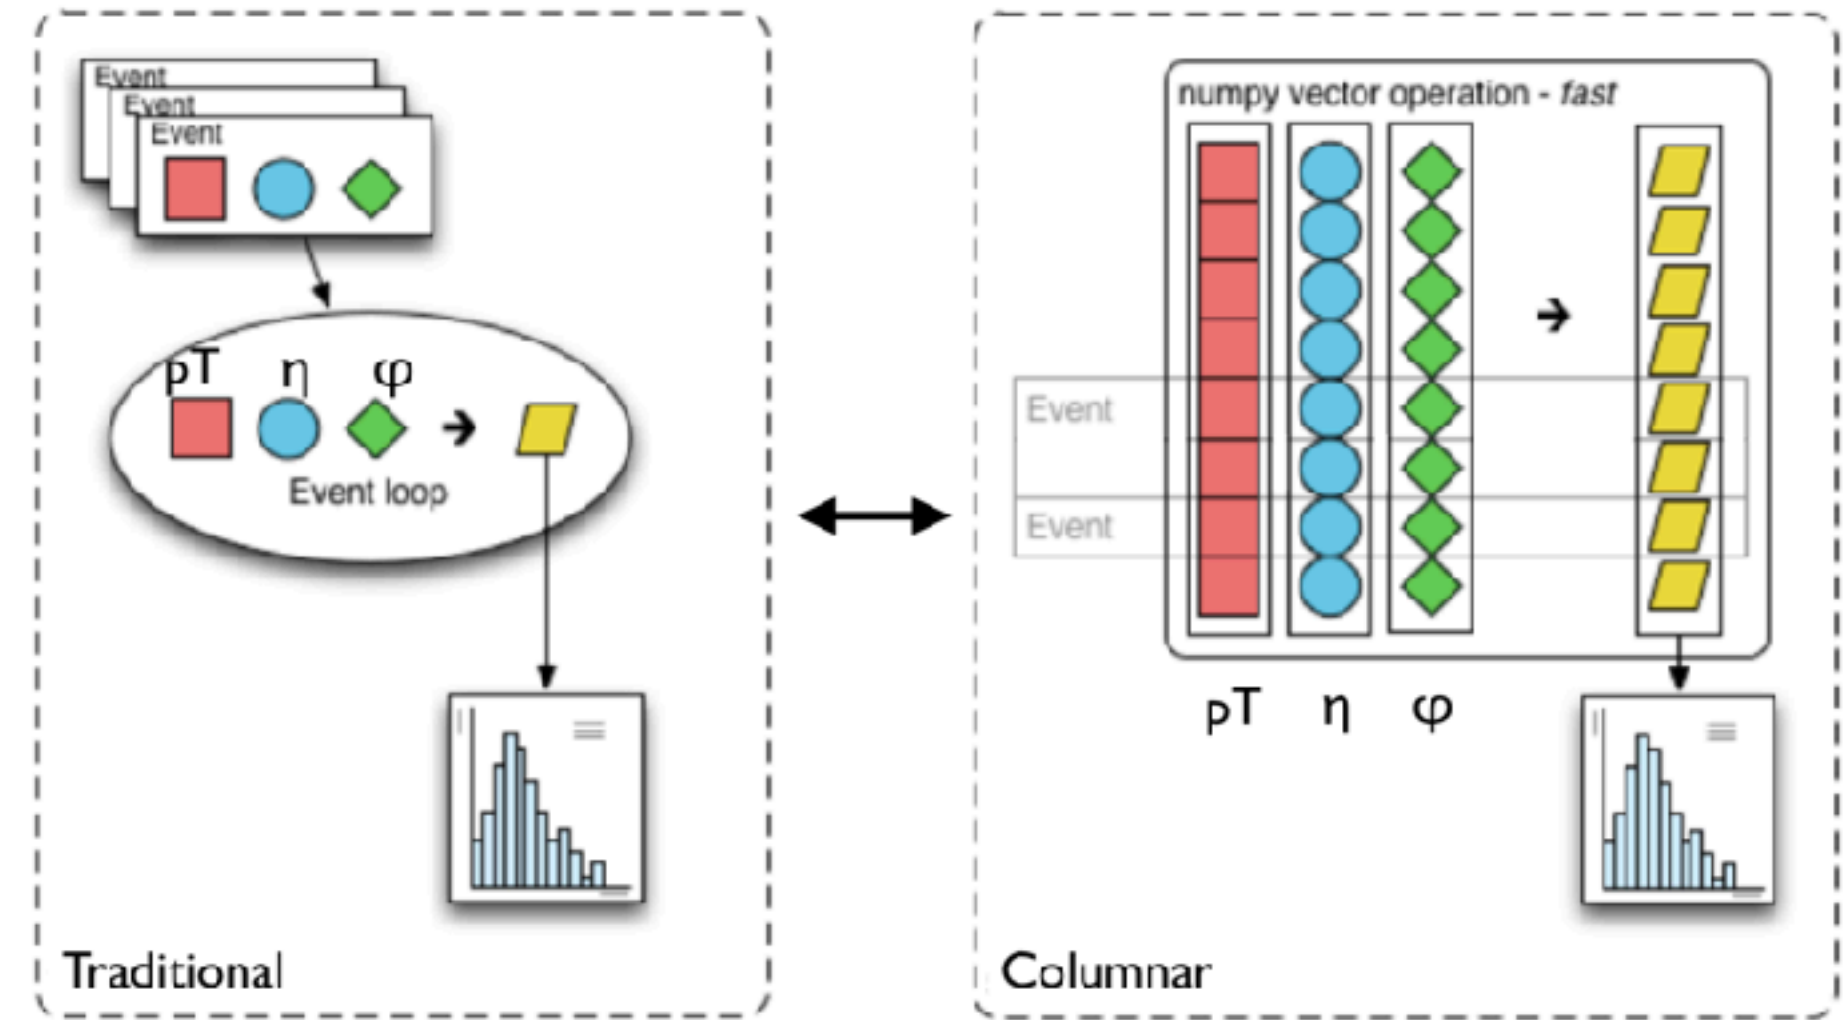 Event
Event
Event
pT η φ
Event loop
Traditional
numpy vector operation - fast
Event
Event
pT η φ
Columnar